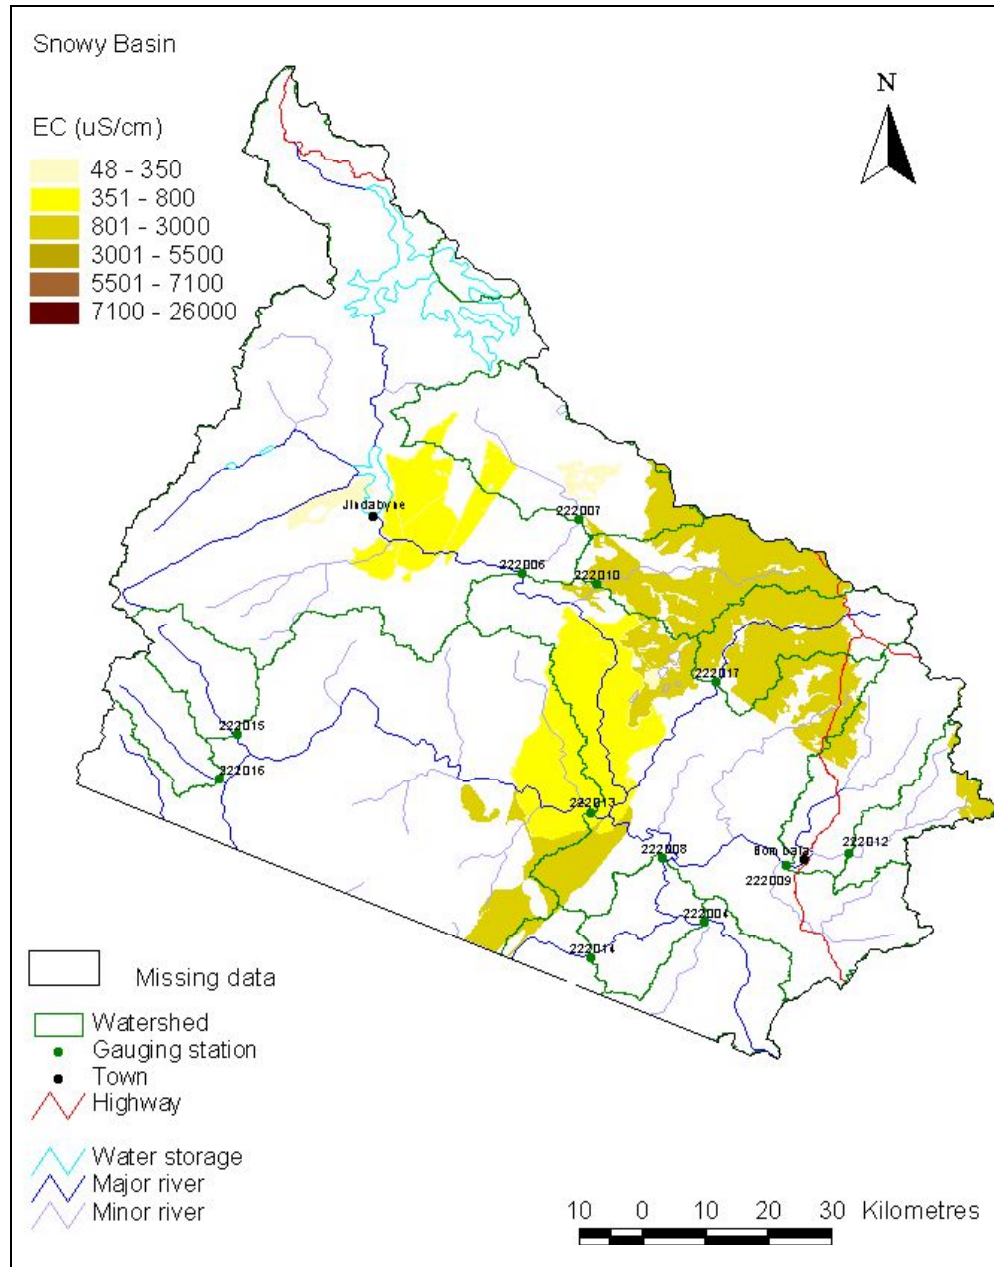 Snowy Basin
N
EC (uS/cm)
48 - 350
351 - 800
801 - 3000
3001 - 5500
5501 - 7100
7100 - 26000
Jindabyne
222007
222006
222010
222017
222015
222016
222013
222008
Bombala
222012
222009
222004
222014
Missing data
Watershed
Gauging station
Town
Highway
Water storage
Major river
Minor river
10 0 10 20 30 Kilometres